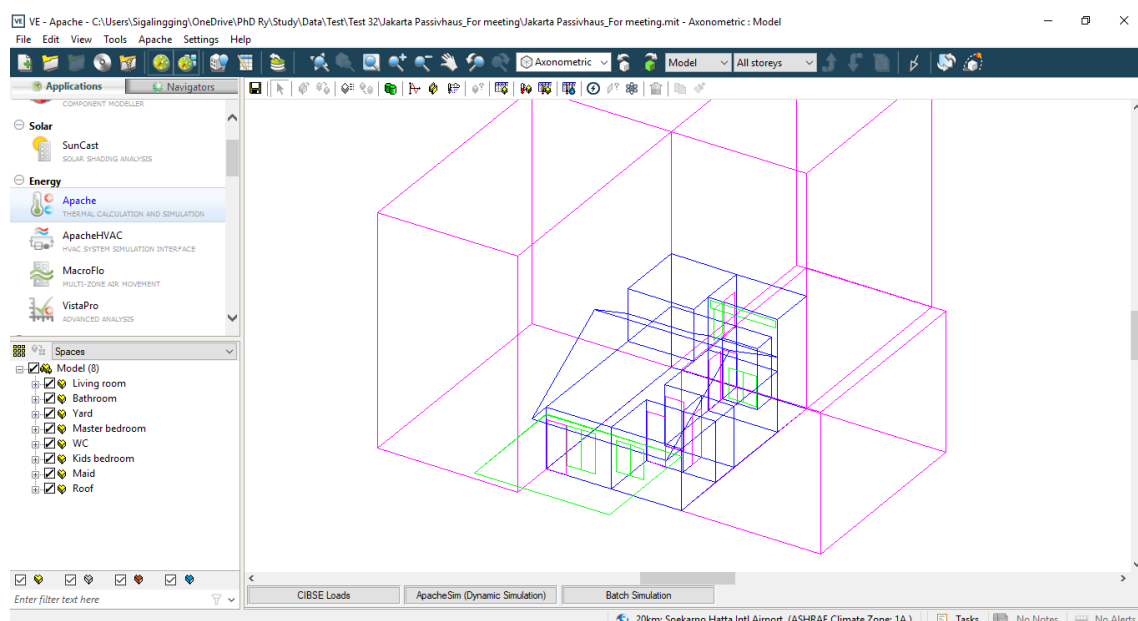 VE - Apache - C:\Users\Sigalingging\OneDrive\PhD Ry\Study\Data\Test\Test 32\Jakarta Passivhaus_For meeting\Jakarta Passivhaus_For meeting.mit - Axonometric : Model
File Edit View Tools Apache Settings Help
Axonometric Model All storeys
Applications Navigators
COMPONENT MODELLER
Solar
SunCast
SOLAR SHADING ANALYSIS
Energy
Apache
THERMAL CALCULATION AND SIMULATION
ApacheHVAC
HVAC SYSTEM SIMULATION INTERFACE
MacroFlo
MULTI-ZONE AIR MOVEMENT
VistaPro
ADVANCED ANALYSIS
Spaces
Model (8)
Living room
Bathroom
Yard
Master bedroom
WC
Kids bedroom
Maid
Roof
Enter filter text here
CIBSE Loads ApacheSim (Dynamic Simulation) Batch Simulation
20km: Soekarno Hatta Intl Airport (ASHRAE Climate Zone: 1A ) Tasks No Notes No Alerts